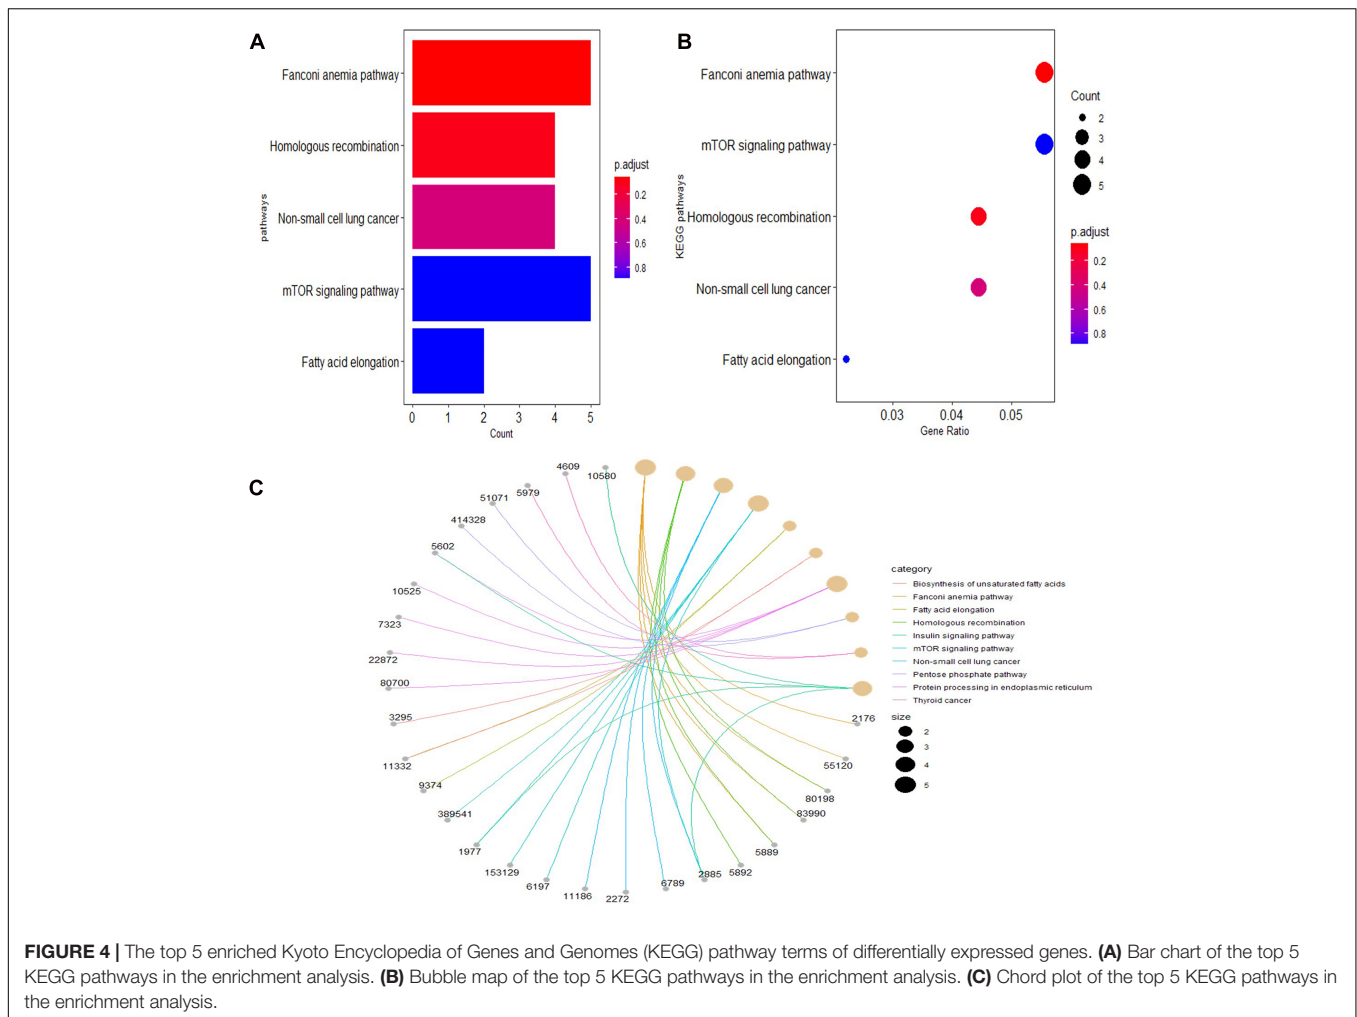 A
Fanconi anemia pathway
Homologous recombination
Non-small cell lung cancer
mTOR signaling pathway
Fatty acid elongation
pathways
0 1 2 3 4 5
Count
p.adjust
0.2
0.4
0.6
0.8
B
Fanconi anemia pathway
mTOR signaling pathway
Homologous recombination
Non-small cell lung cancer
Fatty acid elongation
KEGG pathways
0.03 0.04 0.05
Gene Ratio
Count
2
3
4
5
p.adjust
0.2
0.4
0.6
0.8
C
10580
4609
5979
51071
414328
5602
10525
7323
22872
80700
3295
11332
9374
389541
1977
153129
6197
11186
2272
6789
2885
5892
5889
83990
80198
55120
2176
category
Biosynthesis of unsaturated fatty acids
Fanconi anemia pathway
Fatty acid elongation
Homologous recombination
Insulin signaling pathway
mTOR signaling pathway
Non-small cell lung cancer
Pentose phosphate pathway
Protein processing in endoplasmic reticulum
Thyroid cancer
size
2
3
4
5
FIGURE 4 | The top 5 enriched Kyoto Encyclopedia of Genes and Genomes (KEGG) pathway terms of differentially expressed genes. (A) Bar chart of the top 5
KEGG pathways in the enrichment analysis. (B) Bubble map of the top 5 KEGG pathways in the enrichment analysis. (C) Chord plot of the top 5 KEGG pathways in
the enrichment analysis.